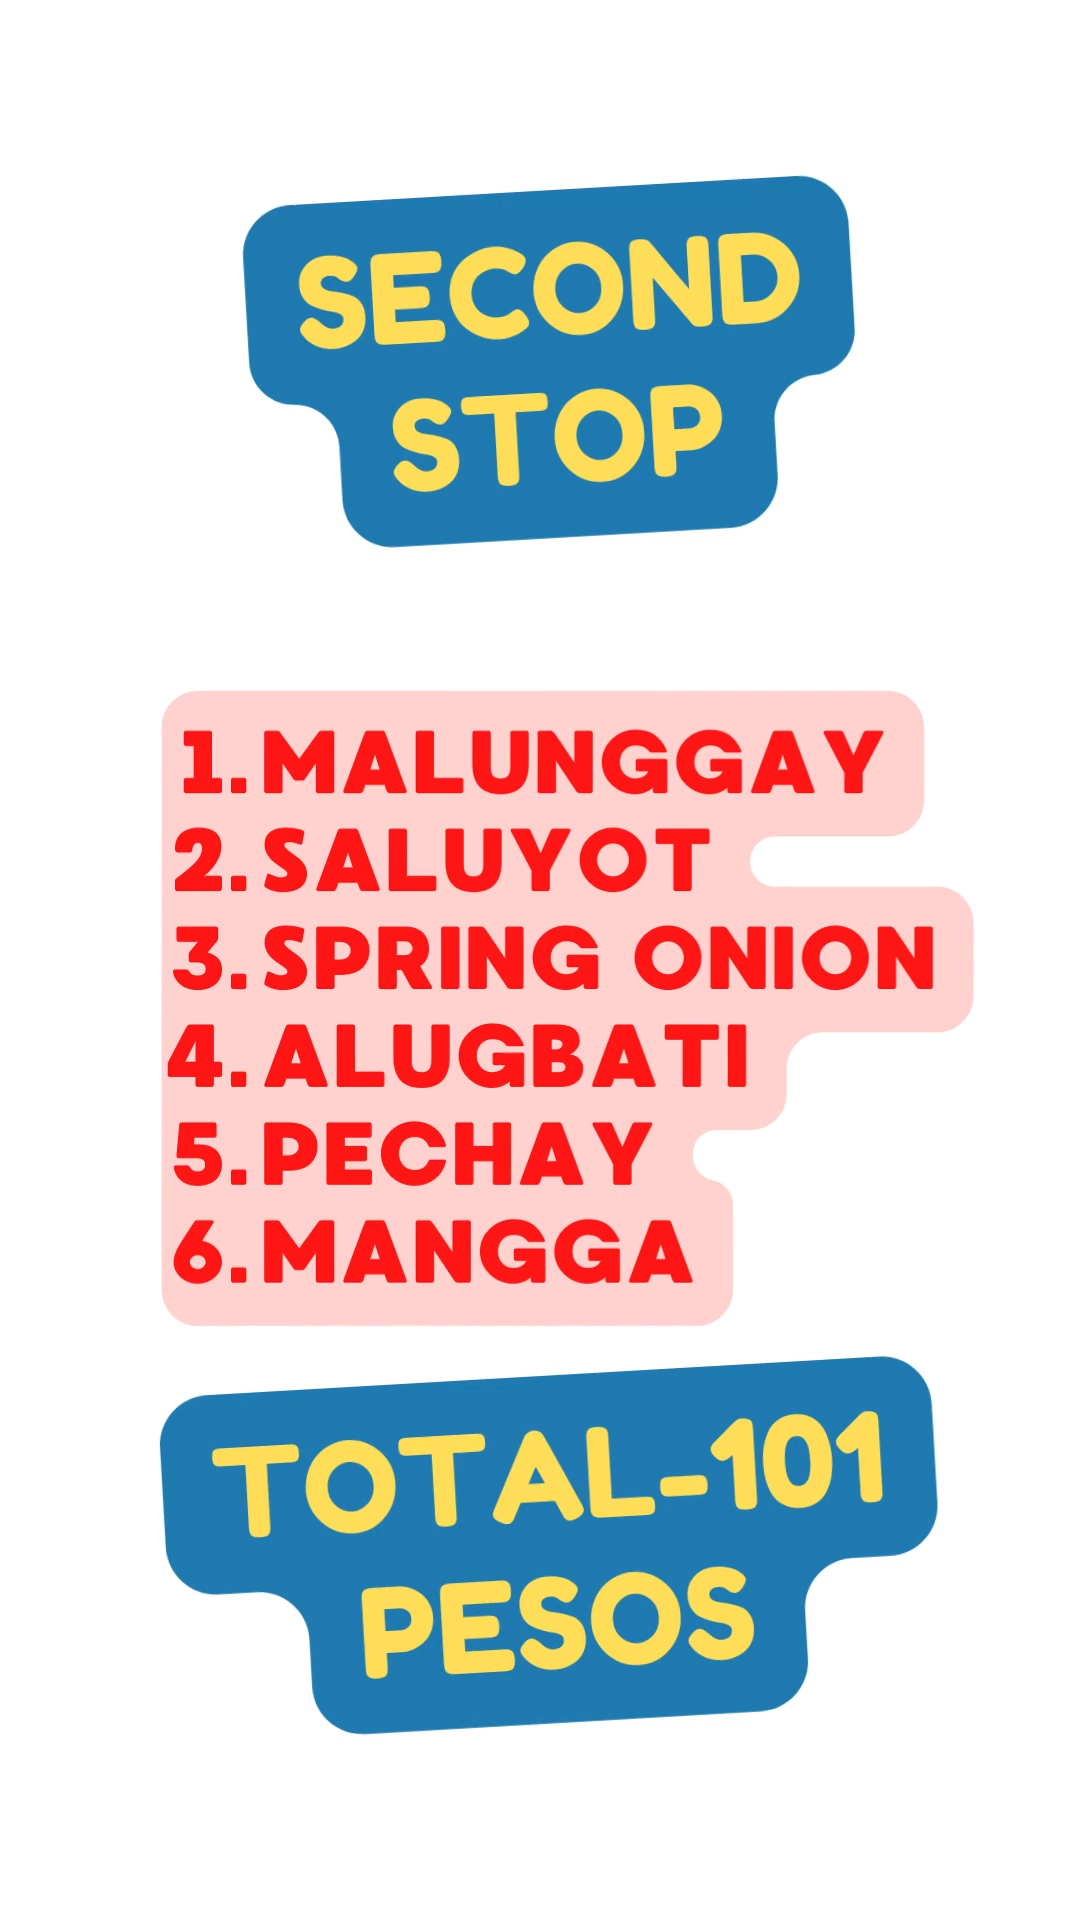 SECOND
STOP
1. MALUNGGAY
2. SALUYOT
3. SPRING ONION
4. ALUGBATI
5. PECHAY
6. MANGGA
TOTAL-101
PESOS